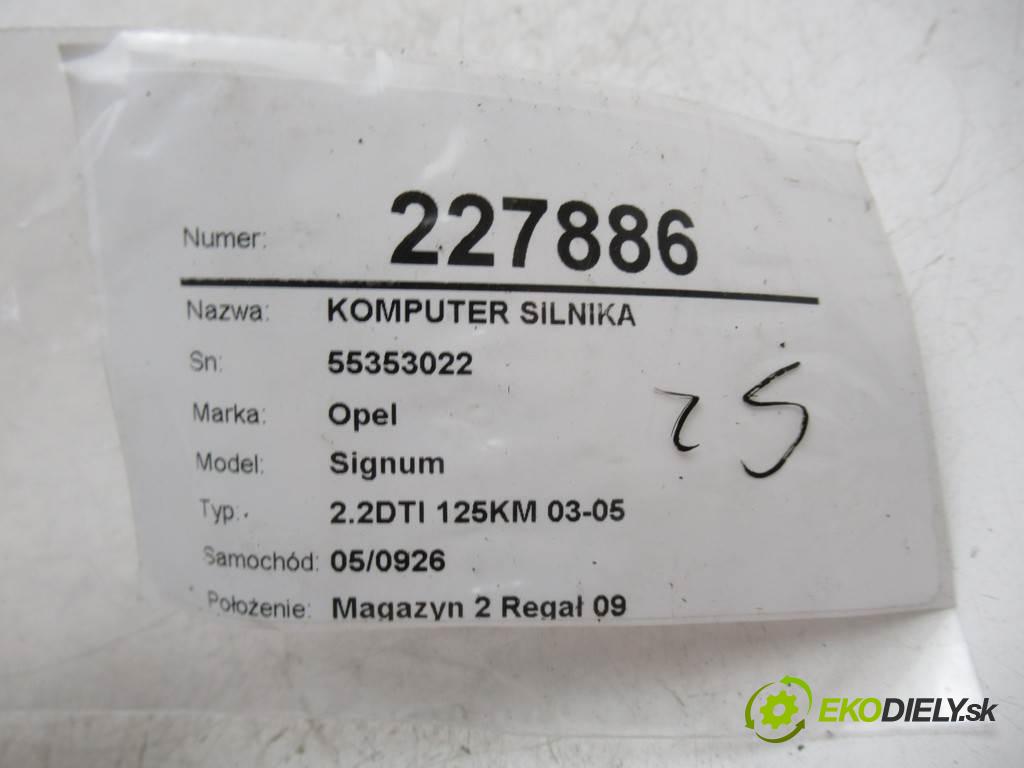 Numer: 227886
Nazwa: KOMPUTER SILNIKA
Sn: 55353022
Marka: Opel
Model: Signum
Typ: 2.2DTI 125KM 03-05
Samochód: 05/0926
Położenie: Magazyn 2 Regał 09
EKODIELY.sk